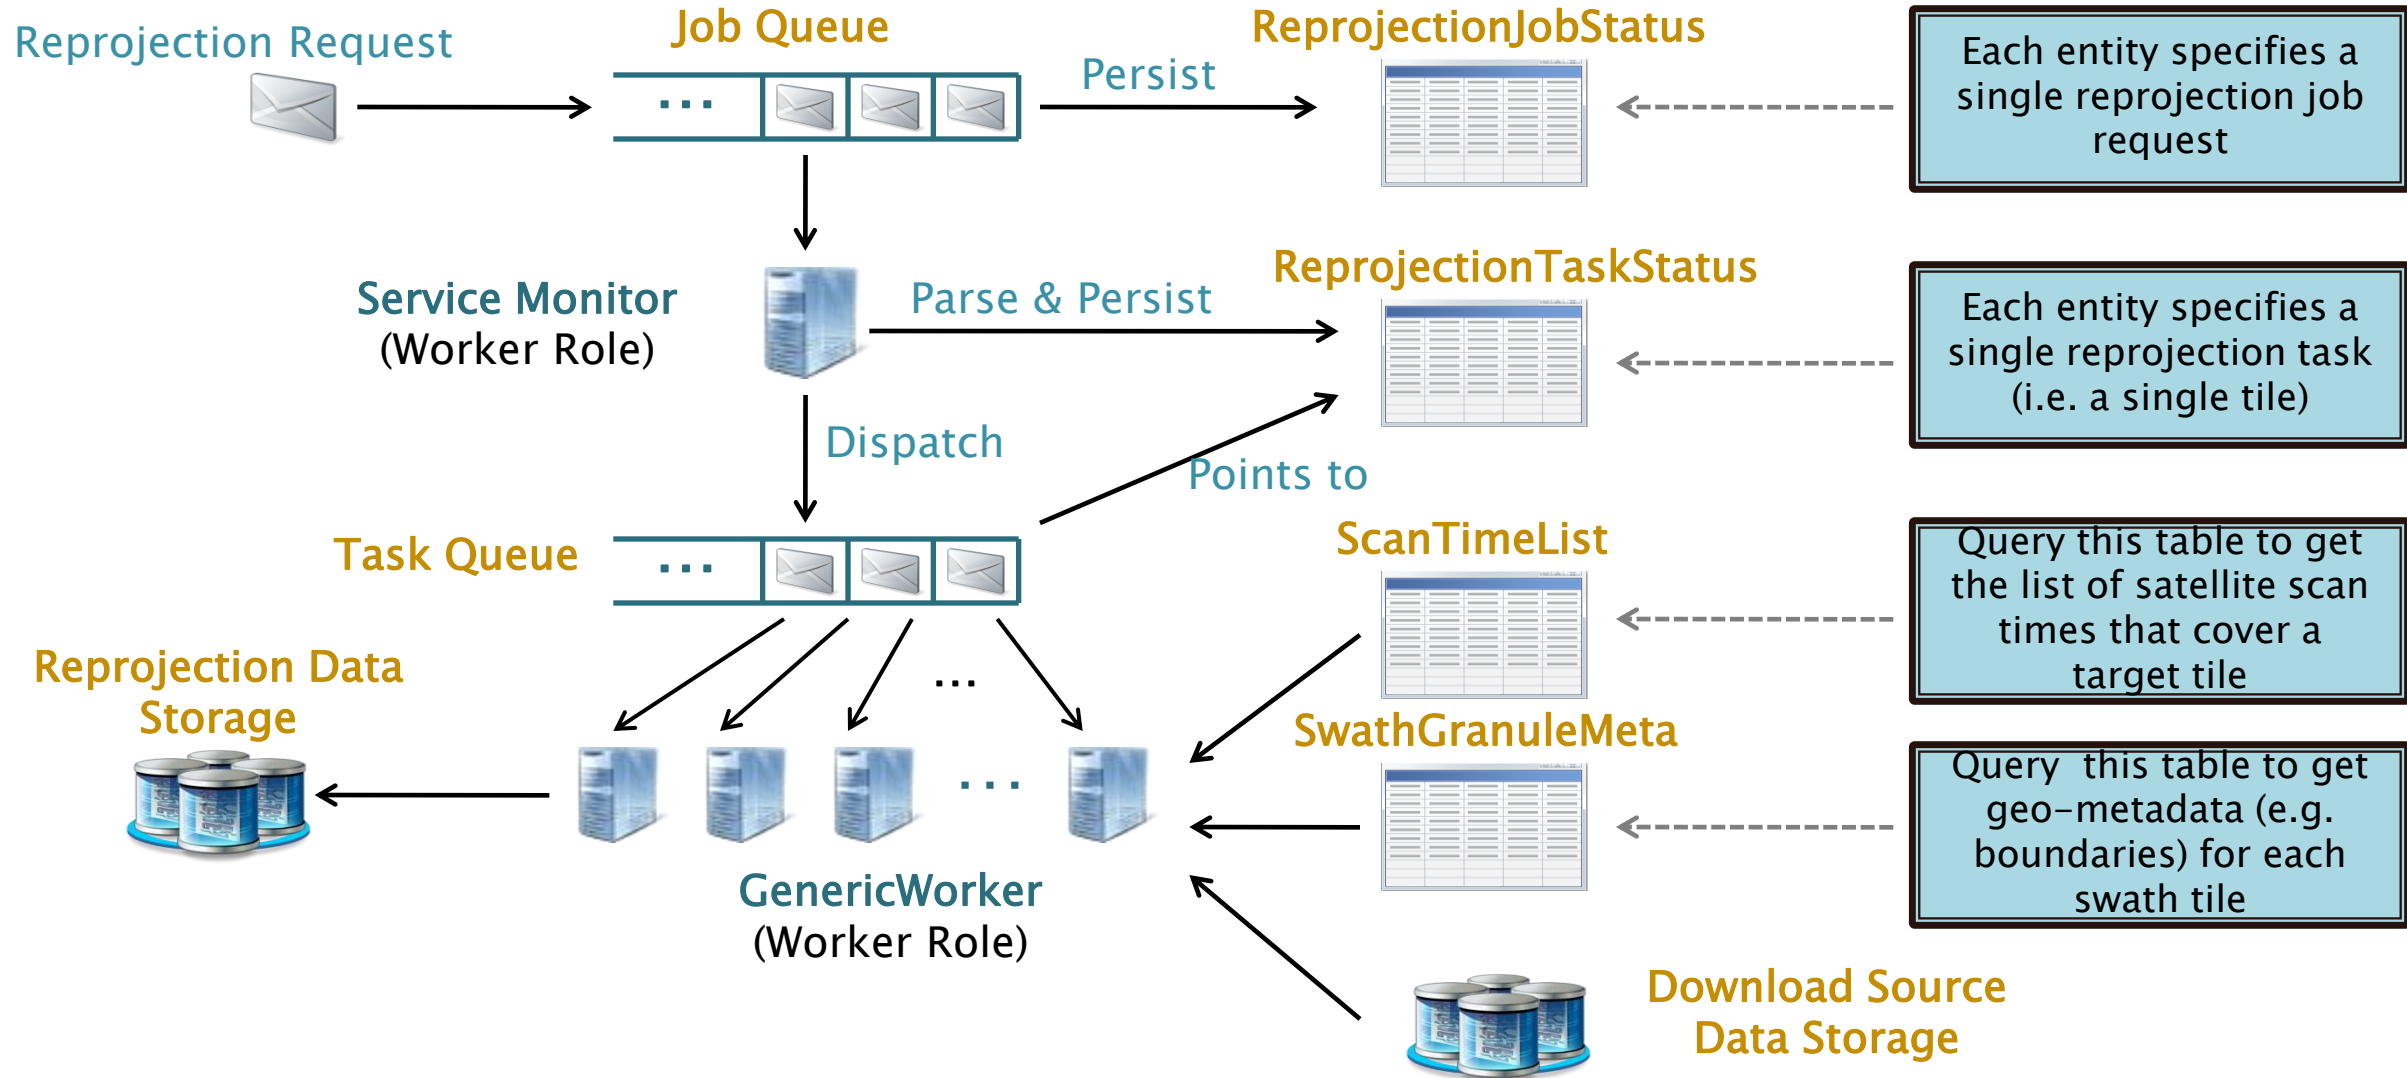 Reprojection Request
Job Queue
Persist
ReprojectionJobStatus
Each entity specifies a
single reprojection job
request
...
Service Monitor
(Worker Role)
Parse & Persist
ReprojectionTaskStatus
Each entity specifies a
single reprojection task
(i.e. a single tile)
Dispatch
Points to
Task Queue
...
ScanTimeList
Query this table to get
the list of satellite scan
times that cover a
target tile
Reprojection Data
Storage
...
...
SwathGranuleMeta
Query  this table to get
geo-metadata (e.g.
boundaries) for each
swath tile
GenericWorker
(Worker Role)
Download Source
Data Storage